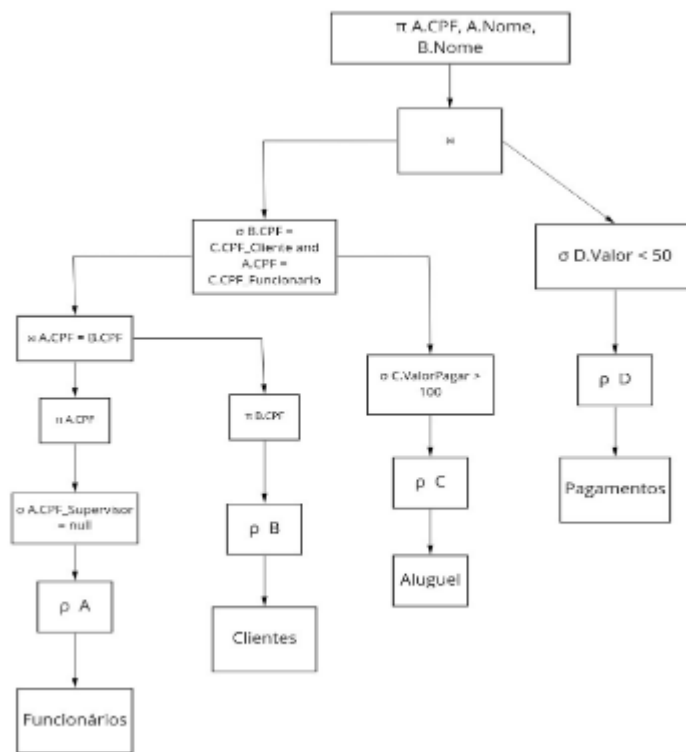 π A.CPF, A.Nome,
B.Nome
⋈
σ B.CPF =
C.CPF_Cliente and
A.CPF =
C.CPF_Funcionario
σ D.Valor < 50
⋈ A.CPF = B.CPF
σ C.ValorPagar >
100
ρ D
π A.CPF
π B.CPF
ρ C
Pagamentos
σ A.CPF_Supervisor
= null
ρ B
Aluguel
ρ A
Clientes
Funcionários